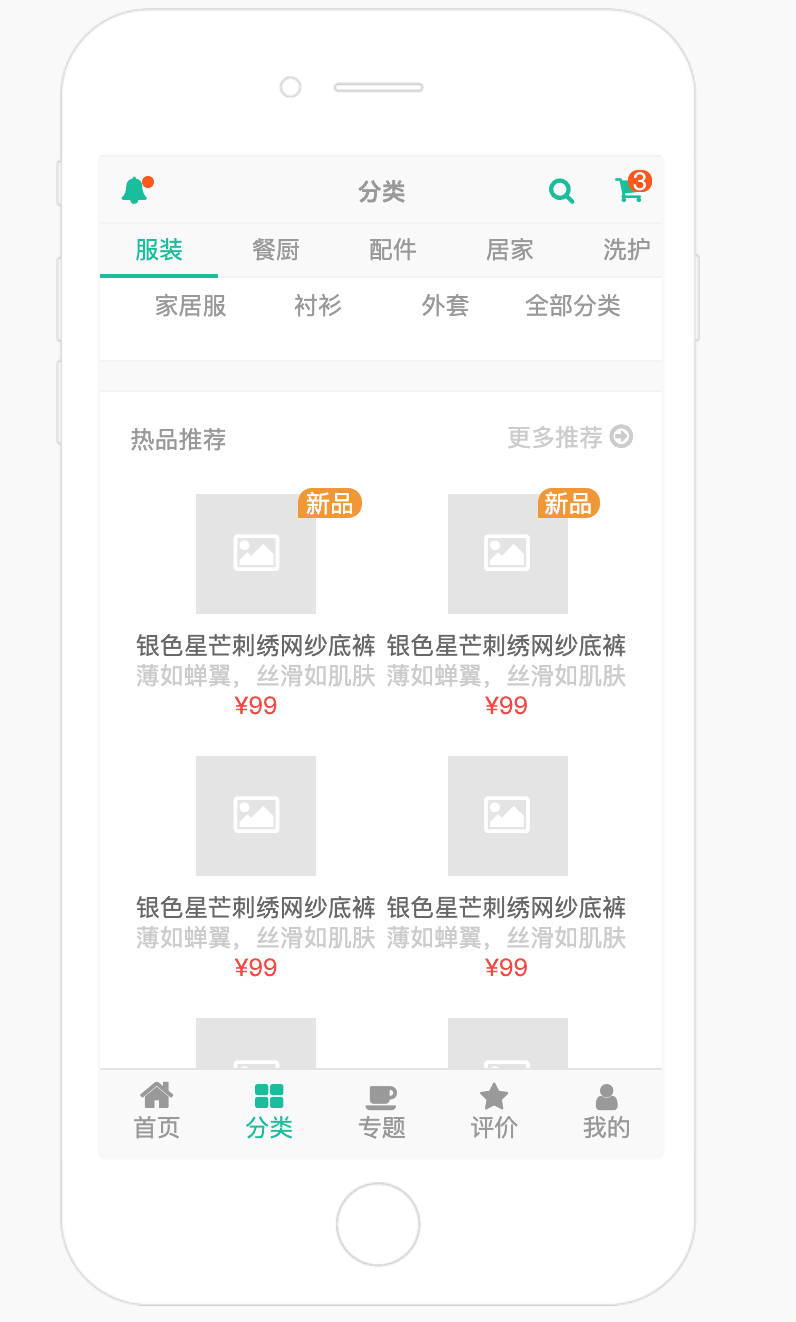 分类 3
服装 餐厨 配件 居家 洗护
家居服 衬衫 外套 全部分类
热品推荐 更多推荐
新品 新品
银色星芒刺绣网纱底裤 银色星芒刺绣网纱底裤
薄如蝉翼，丝滑如肌肤 薄如蝉翼，丝滑如肌肤
¥99 ¥99
银色星芒刺绣网纱底裤 银色星芒刺绣网纱底裤
薄如蝉翼，丝滑如肌肤 薄如蝉翼，丝滑如肌肤
¥99 ¥99
首页 分类 专题 评价 我的